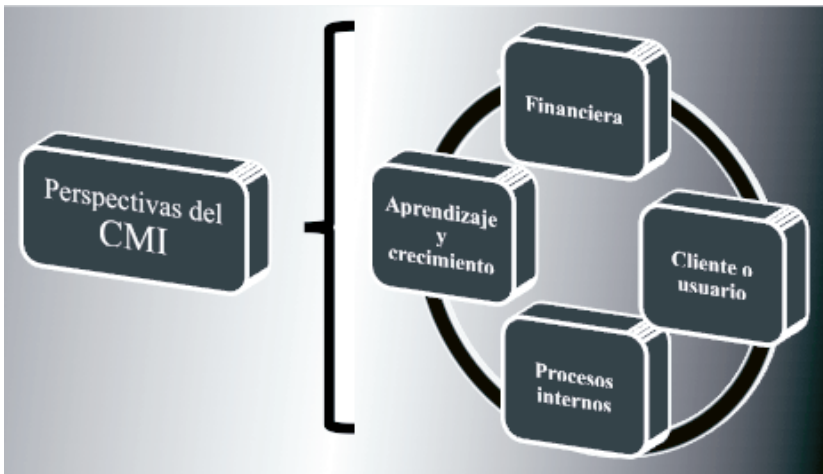 Perspectivas del
CMI
Financiera
Cliente o
usuario
Procesos
internos
Aprendizaje
y
crecimiento